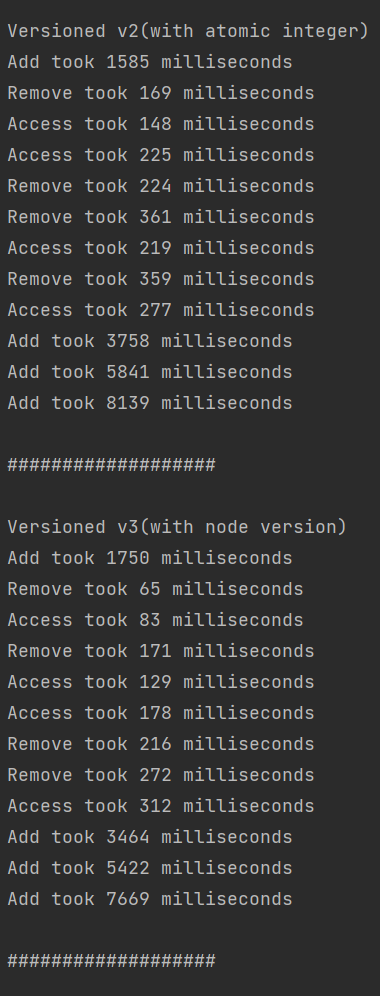 Versioned v2(with atomic integer)
Add took 1585 milliseconds
Remove took 169 milliseconds
Access took 148 milliseconds
Access took 225 milliseconds
Remove took 224 milliseconds
Remove took 361 milliseconds
Access took 219 milliseconds
Remove took 359 milliseconds
Access took 277 milliseconds
Add took 3758 milliseconds
Add took 5841 milliseconds
Add took 8139 milliseconds
###################
Versioned v3(with node version)
Add took 1750 milliseconds
Remove took 65 milliseconds
Access took 83 milliseconds
Remove took 171 milliseconds
Access took 129 milliseconds
Access took 178 milliseconds
Remove took 216 milliseconds
Remove took 272 milliseconds
Access took 312 milliseconds
Add took 3464 milliseconds
Add took 5422 milliseconds
Add took 7669 milliseconds
###################